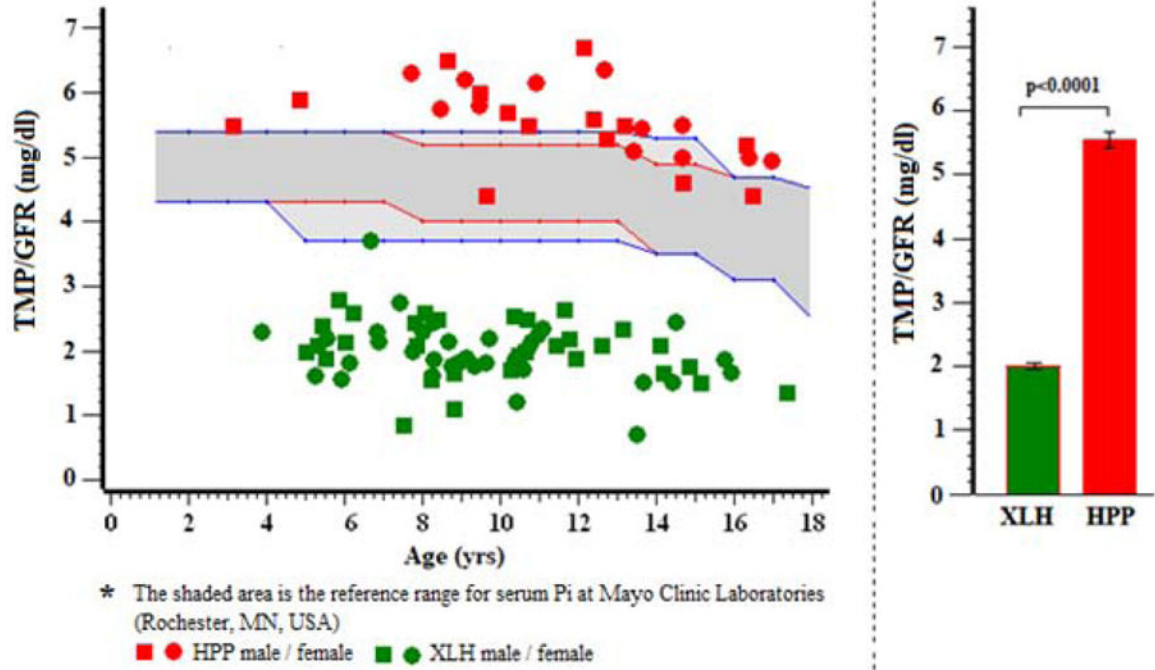 TMP/GFR (mg/dl)
7
6
5
4
3
2
1
0
0 2 4 6 8 10 12 14 16 18
Age (yrs)
* The shaded area is the reference range for serum Pi at Mayo Clinic Laboratories
(Rochester, MN, USA)
HPP male / female XLH male / female
TMP/GFR (mg/dl)
7
6
5
4
3
2
1
0
p<0.0001
XLH HPP